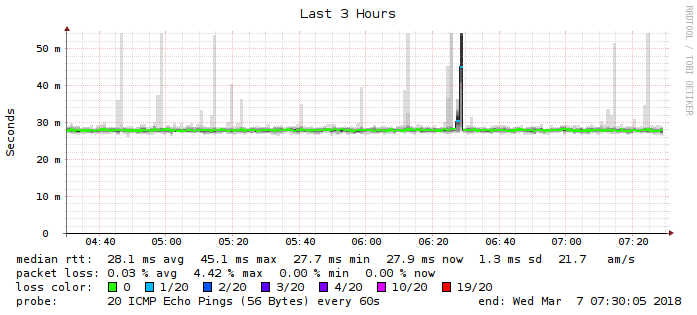 Last 3 Hours
RRDTOOL / TOBI OETIKER
Seconds
50 m
40 m
30 m
20 m
10 m
0
04:40 05:00 05:20 05:40 06:00 06:20 06:40 07:00 07:20
median rtt: 28.1 ms avg 45.1 ms max 27.7 ms min 27.9 ms now 1.3 ms sd 21.7 am/s
packet loss: 0.03 % avg 4.42 % max 0.00 % min 0.00 % now
loss color: 0 1/20 2/20 3/20 4/20 10/20 19/20
probe: 20 ICMP Echo Pings (56 Bytes) every 60s end: Wed Mar 7 07:30:05 2018